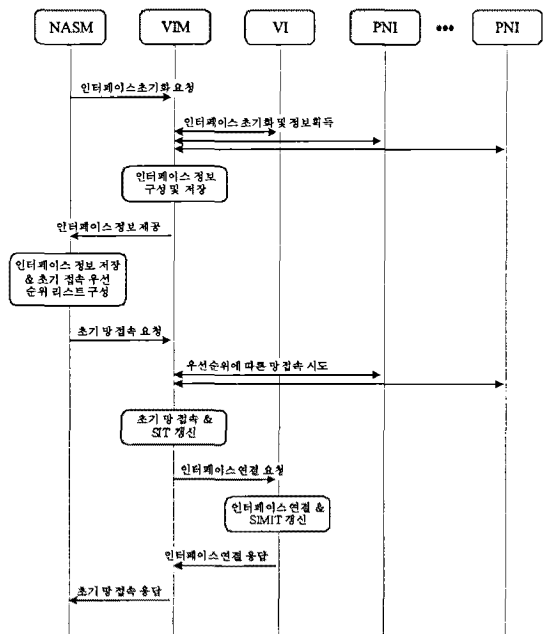 NASM VIM VI PNI ••• PNI
인터페이스초기화 요청
인터페이스초기화 및 정보획득
인터페이스 정보
구성 및 저장
인터페이스 정보 제공
인터페이스 정보 저장
& 초기 접속 우선
순위 리스트 구성
초기 망 접속 요청
우선순위에 따른 망 접속 시도
초기 망 접속 &
SIT 갱신
인터페이스 연결 요청
인터페이스 연결 &
SIMIT 갱신
인터페이스 연결 응답
초기 망 접속 응답